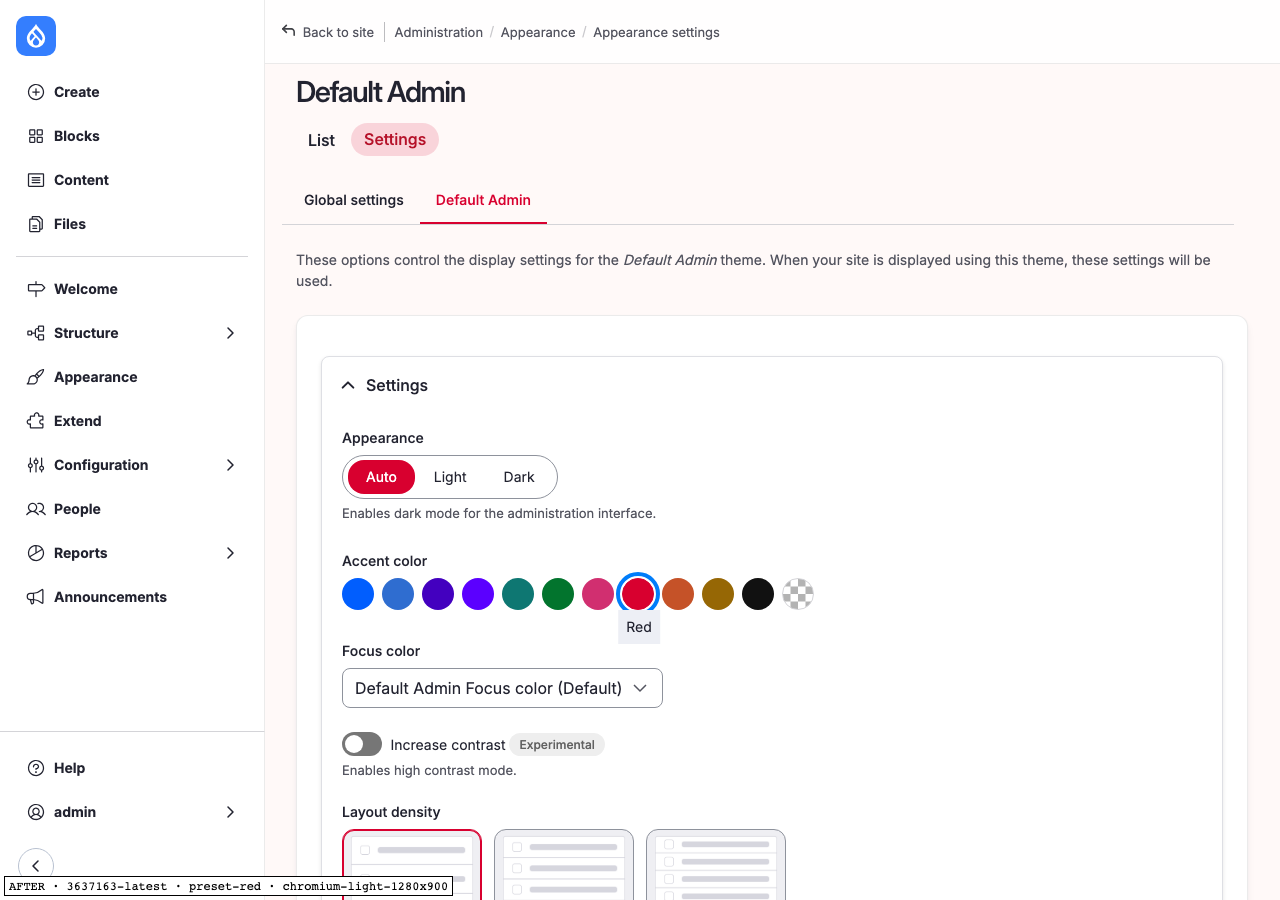 Back to site
Administration / Appearance / Appearance settings
Create
Blocks
Content
Files
Welcome
Structure
Appearance
Extend
Configuration
People
Reports
Announcements
Help
admin
Default Admin
List
Settings
Global settings
Default Admin
These options control the display settings for the Default Admin theme. When your site is displayed using this theme, these settings will be
used.
Settings
Appearance
Auto
Light
Dark
Enables dark mode for the administration interface.
Accent color
Red
Focus color
Default Admin Focus color (Default)
Increase contrast Experimental
Enables high contrast mode.
Layout density
AFTER · 3637163-latest · preset-red · chromium-light-1280x900